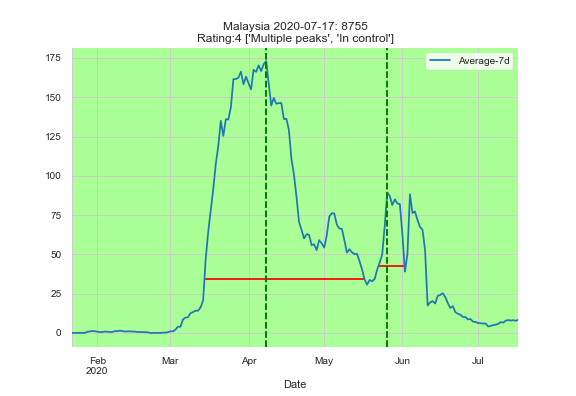 Malaysia 2020-07-17: 8755
Rating:4 ['Multiple peaks', 'In control']
Average-7d
175
150
125
100
75
50
25
0
Feb
2020
Mar
Apr
May
Jun
Jul
Date